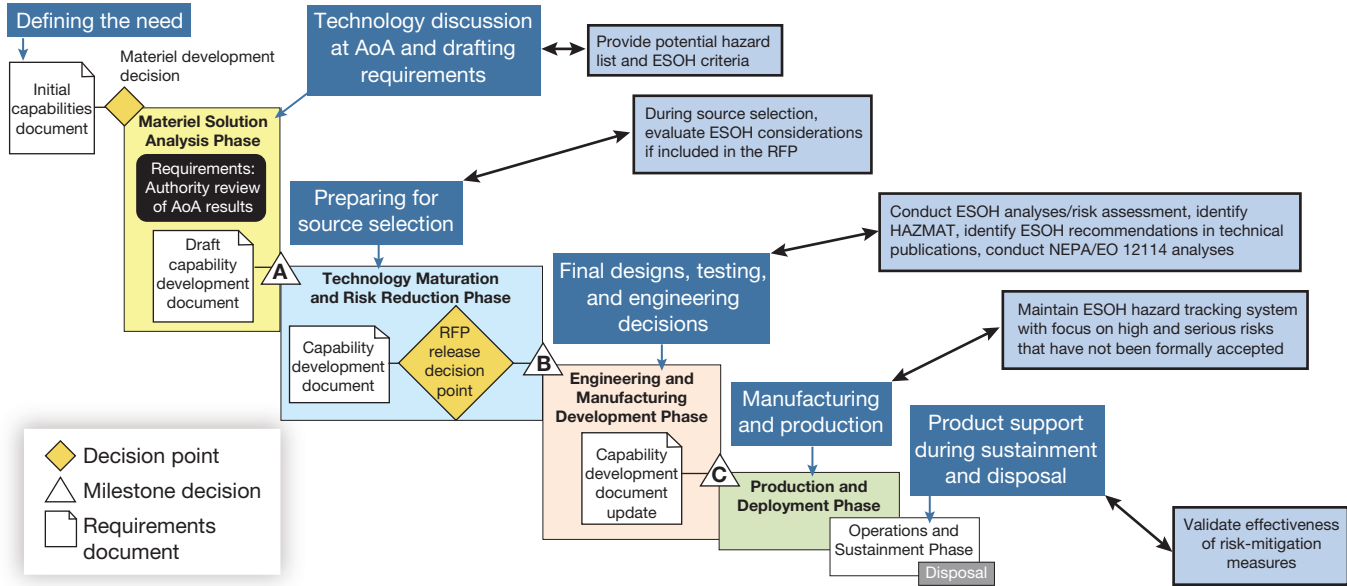 Defining the need
Initial
capabilities
document
Materiel development
decision
Technology discussion
at AoA and drafting
requirements
Provide potential hazard
list and ESOH criteria
Materiel Solution
Analysis Phase
Requirements:
Authority review
of AoA results
Draft
capability
development
document
A
During source selection,
evaluate ESOH considerations
if included in the RFP
Preparing for
source selection
Technology Maturation
and Risk Reduction Phase
Capability
development
document
RFP
release
decision
point
B
Conduct ESOH analyses/risk assessment, identify
HAZMAT, identify ESOH recommendations in technical
publications, conduct NEPA/EO 12114 analyses
Final designs, testing,
and engineering
decisions
Engineering and
Manufacturing
Development Phase
Capability
development
document
update
C
Maintain ESOH hazard tracking system
with focus on high and serious risks
that have not been formally accepted
Manufacturing
and production
Production and
Deployment Phase
Product support
during sustainment
and disposal
Operations and
Sustainment Phase
Disposal
Validate effectiveness
of risk-mitigation
measures
Decision point
Milestone decision
Requirements
document